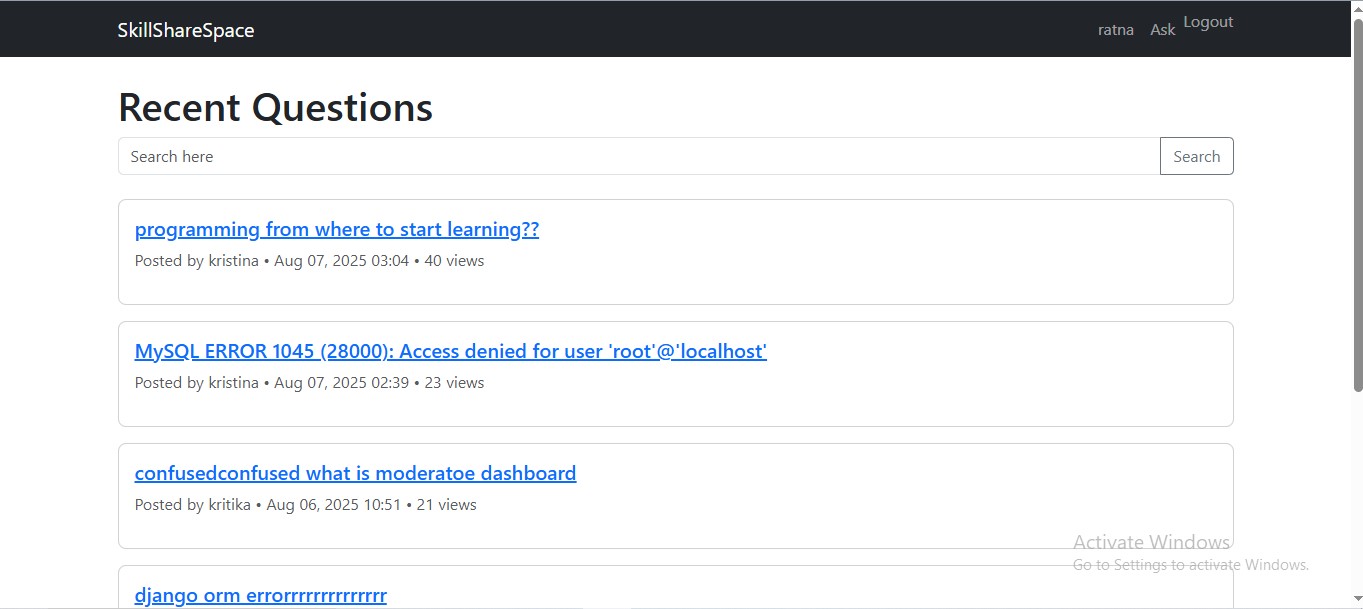 SkillShareSpace
ratna Ask Logout
Recent Questions
Search here Search
programming from where to start learning??
Posted by kristina • Aug 07, 2025 03:04 • 40 views
MySQL ERROR 1045 (28000): Access denied for user 'root'@'localhost'
Posted by kristina • Aug 07, 2025 02:39 • 23 views
confusedconfused what is moderatoe dashboard
Posted by kritika • Aug 06, 2025 10:51 • 21 views
Activate Windows
Go to Settings to activate Windows.
django orm errorrrrrrrrrrrrrr